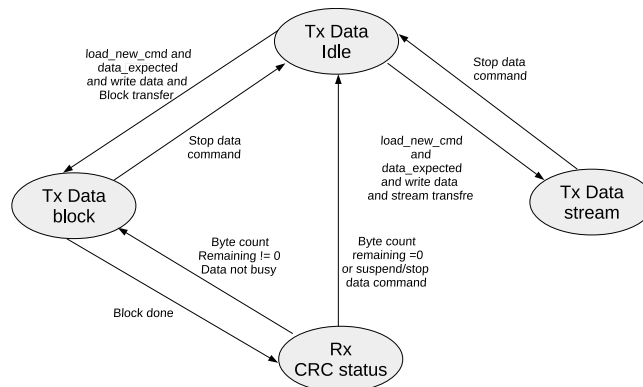 Tx Data
Idle
load_new_cmd and
data_expected
and write data and
Block transfer
Stop data
command
Stop data
command
load_new_cmd
and
data_expected
and write data
and stream transfre
Tx Data
block
Tx Data
stream
Byte count
Remaining != 0
Data not busy
Byte count
remaining =0
or suspend/stop
data command
Block done
Rx
CRC status